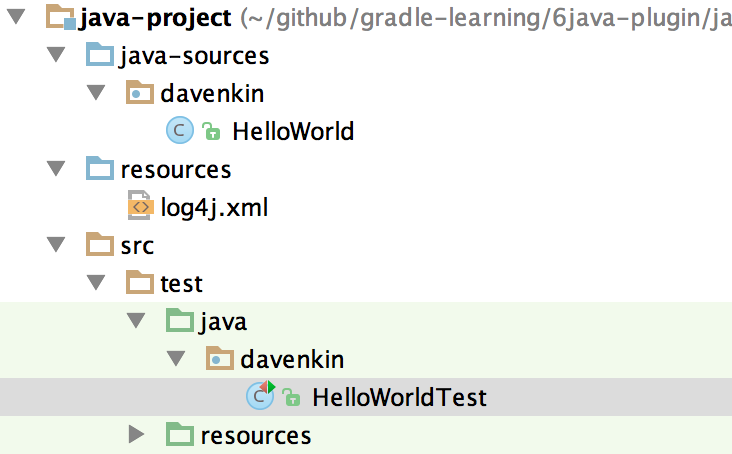 java-project (~/github/gradle-learning/6java-plugin/ja
java-sources
davenkin
C HelloWorld
resources
<> log4j.xml
src
test
java
davenkin
C HelloWorldTest
resources